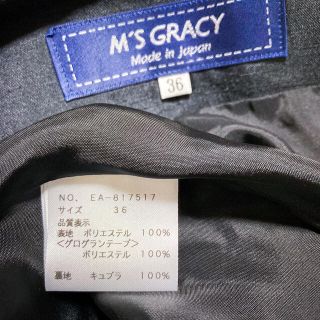 M'S GRACY
Made in Japan
36
NO. EA-817517
サイズ 36
品質表示
表地 ポリエステル 100%
<グログランテープ>
ポリエステル 100%
裏地 キュプラ 100%